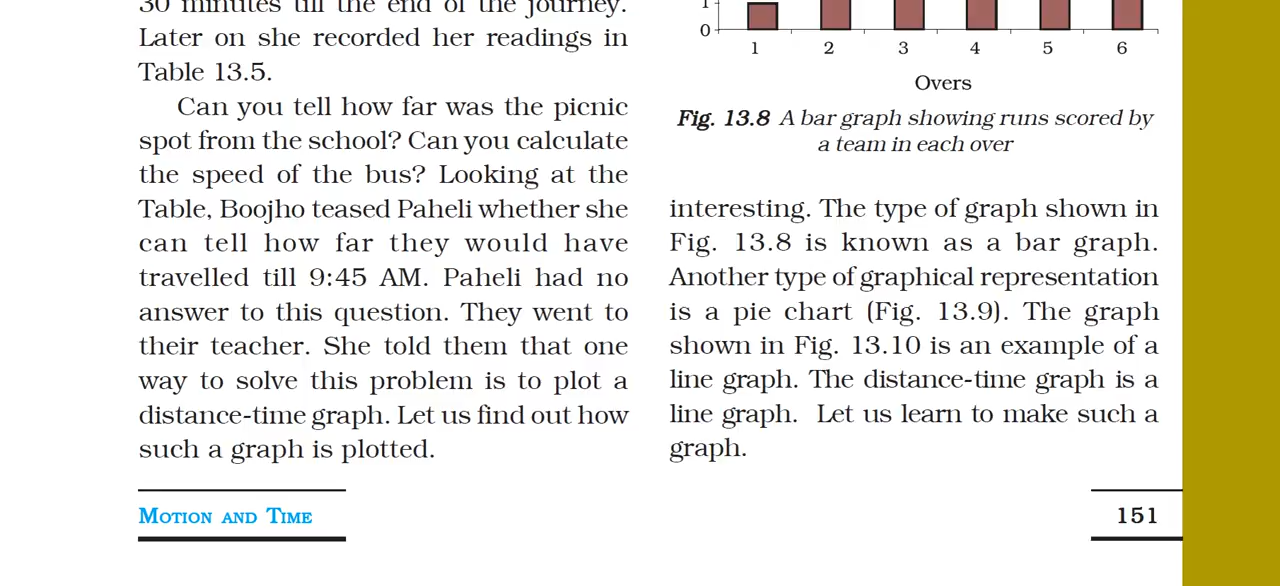 30 minutes till the end of the journey.
Later on she recorded her readings in
Table 13.5.
Can you tell how far was the picnic
spot from the school? Can you calculate
the speed of the bus? Looking at the
Table, Boojho teased Paheli whether she
can tell how far they would have
travelled till 9:45 AM. Paheli had no
answer to this question. They went to
their teacher. She told them that one
way to solve this problem is to plot a
distance-time graph. Let us find out how
such a graph is plotted.
1
0
1 2 3 4 5 6
Overs
Fig. 13.8 A bar graph showing runs scored by
a team in each over
interesting. The type of graph shown in
Fig. 13.8 is known as a bar graph.
Another type of graphical representation
is a pie chart (Fig. 13.9). The graph
shown in Fig. 13.10 is an example of a
line graph. The distance-time graph is a
line graph. Let us learn to make such a
graph.
MOTION AND TIME
151